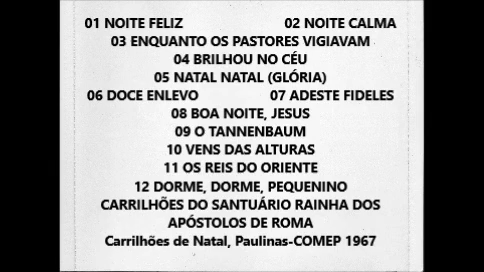 01 NOITE FELIZ 02 NOITE CALMA
03 ENQUANTO OS PASTORES VIGIAVAM
04 BRILHOU NO CÉU
05 NATAL NATAL (GLÓRIA)
06 DOCE ENLEVO 07 ADESTE FIDELES
08 BOA NOITE, JESUS
09 O TANNENBAUM
10 VENS DAS ALTURAS
11 OS REIS DO ORIENTE
12 DORME, DORME, PEQUENINO
CARRILHÕES DO SANTUÁRIO RAINHA DOS
APÓSTOLOS DE ROMA
Carrilhões de Natal, Paulinas-COMEP 1967